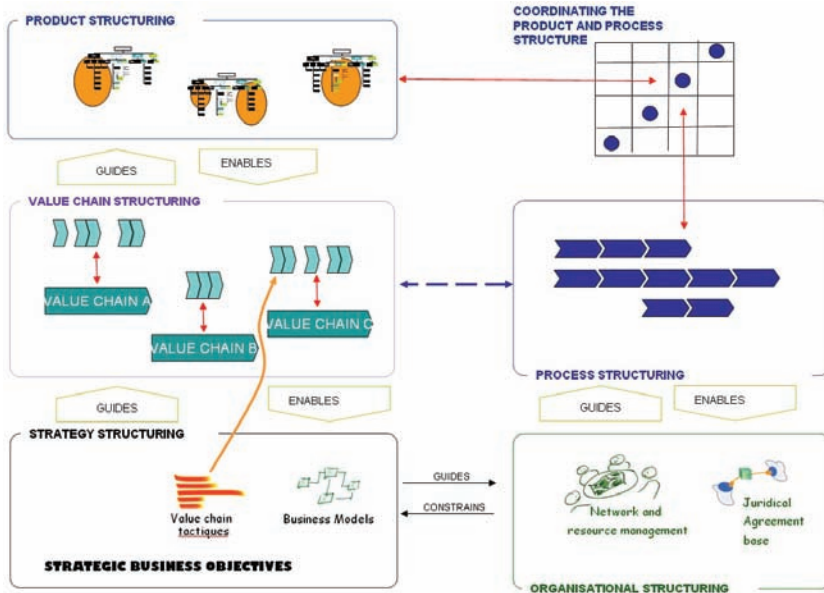 PRODUCT STRUCTURING
COORDINATING THE
PRODUCT AND PROCESS
STRUCTURE
GUIDES
ENABLES
VALUE CHAIN STRUCTURING
VALUE CHAIN A
VALUE CHAIN B
VALUE CHAIN C
PROCESS STRUCTURING
GUIDES
ENABLES
GUIDES
ENABLES
STRATEGY STRUCTURING
Value chain
tactiques
Business Models
STRATEGIC BUSINESS OBJECTIVES
GUIDES
CONSTRAINS
Network and
resource management
Juridical
Agreement
base
ORGANISATIONAL STRUCTURING